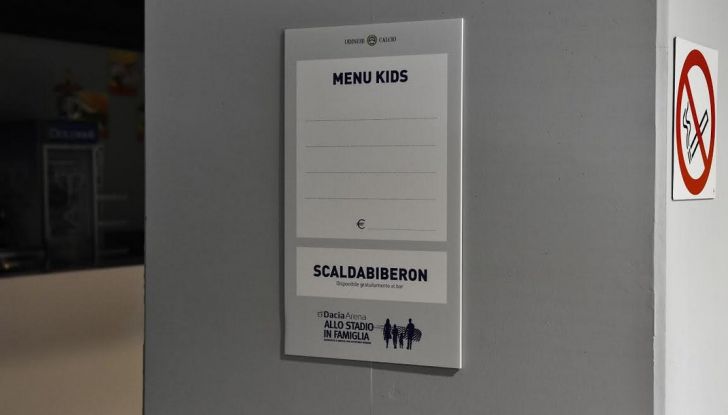 UDINESE CALCIO
MENU KIDS
€
SCALDABIBERON
Disponibile gratuitamente al bar
Dacia Arena
ALLO STADIO
IN FAMIGLIA